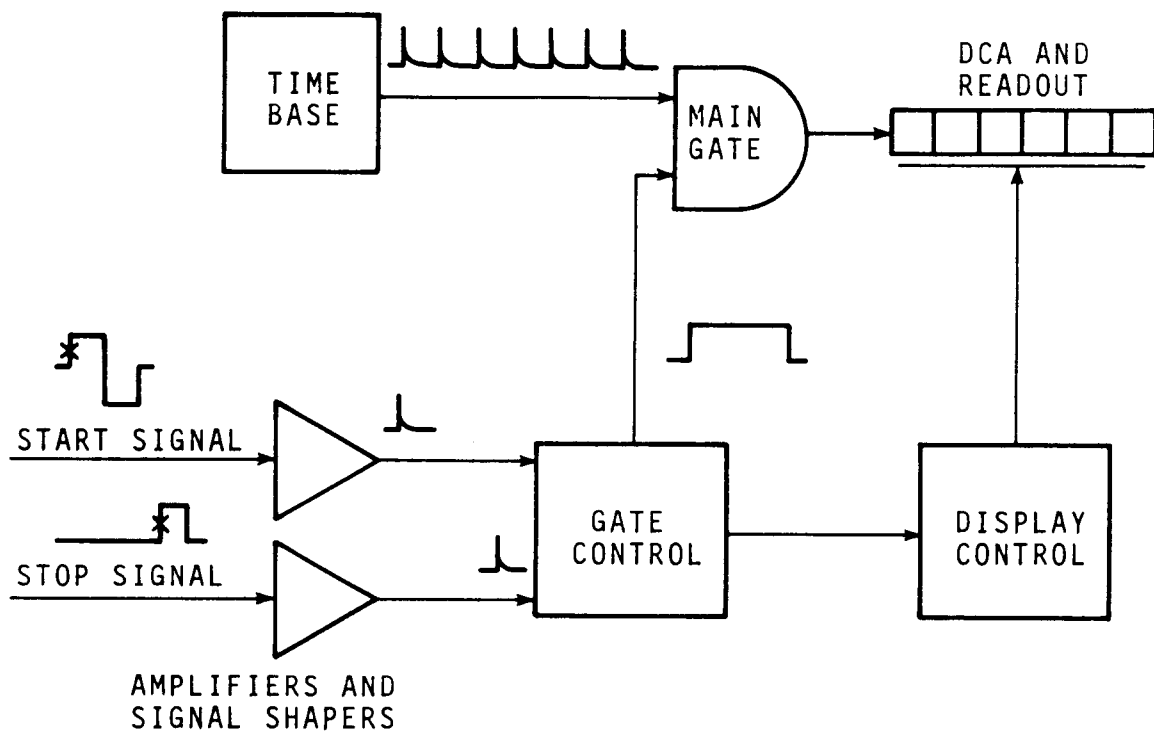 TIME
BASE
MAIN
GATE
DCA AND
READOUT
START SIGNAL
STOP SIGNAL
GATE
CONTROL
DISPLAY
CONTROL
AMPLIFIERS AND
SIGNAL SHAPERS